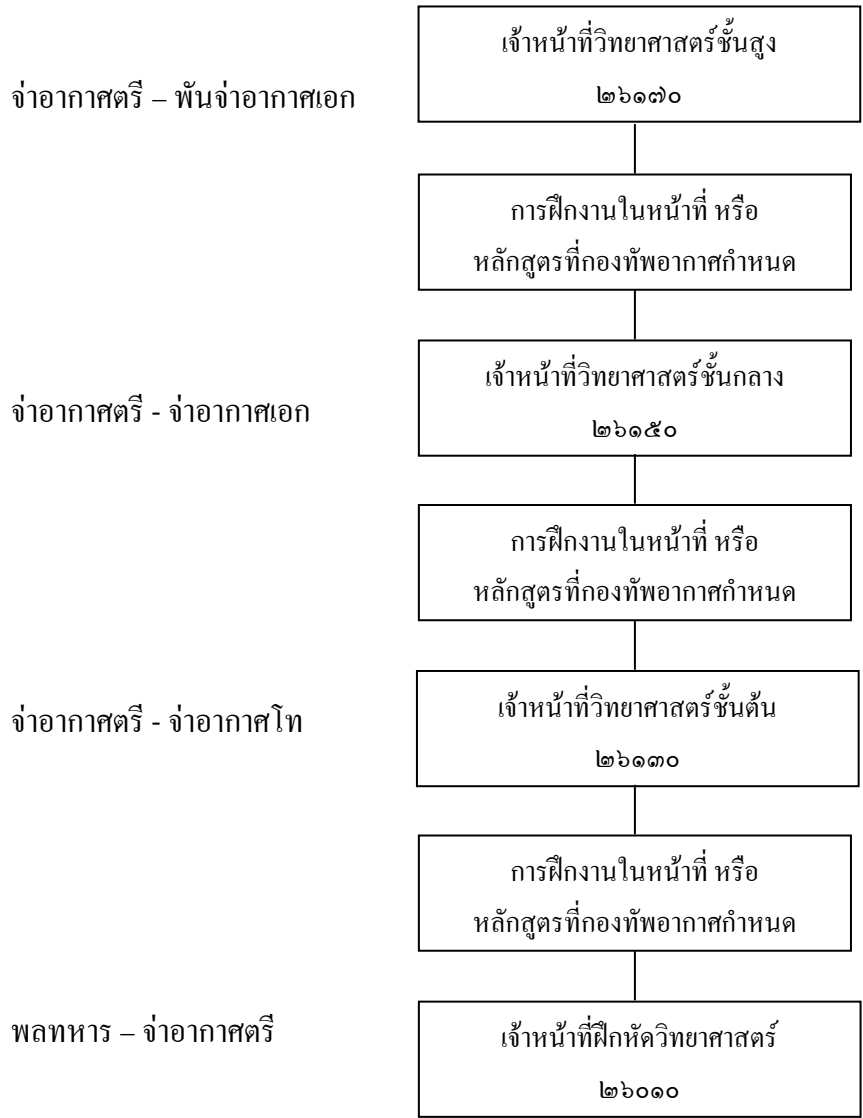 เจ้าหน้าที่วิทยาศาสตร์ชั้นสูง
๒๖๑๗๐
จ่าอากาศตรี – พันจ่าอากาศเอก
การฝึกงานในหน้าที่ หรือ
หลักสูตรที่กองทัพอากาศกำหนด
เจ้าหน้าที่วิทยาศาสตร์ชั้นกลาง
๒๖๑๕๐
จ่าอากาศตรี - จ่าอากาศเอก
การฝึกงานในหน้าที่ หรือ
หลักสูตรที่กองทัพอากาศกำหนด
เจ้าหน้าที่วิทยาศาสตร์ชั้นต้น
๒๖๑๓๐
จ่าอากาศตรี - จ่าอากาศโท
การฝึกงานในหน้าที่ หรือ
หลักสูตรที่กองทัพอากาศกำหนด
เจ้าหน้าที่ฝึกหัดวิทยาศาสตร์
๒๖๐๑๐
พลทหาร – จ่าอากาศตรี